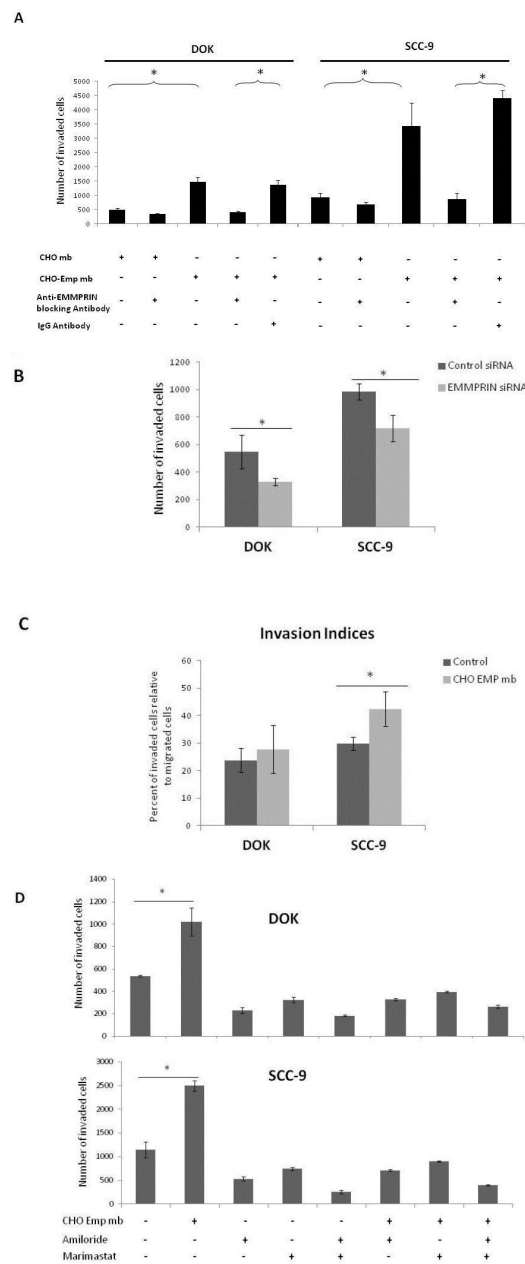 A
DOK SCC-9
* * * *
Number of invaded cells
5000
4500
4000
3500
3000
2500
2000
1500
1000
500
0
CHO mb + + - - - + + - - -
CHO-Emp mb - - + + + - - + + +
Anti-EMMPRIN blocking Antibody - + - + - - + - + -
IgG Antibody - - - - + - - - - +
B
Number of invaded cells
1200
1000
800
600
400
200
0
* *
Control siRNA
EMMPRIN siRNA
DOK SCC-9
C
Invasion Indices
Percent of invaded cells relative
to migrated cells
60
50
40
30
20
10
0
*
Control
CHO EMP mb
DOK SCC-9
D
Number of invaded cells
1400
1200
1000
800
600
400
200
0
*
DOK
Number of invaded cells
3000
2500
2000
1500
1000
500
0
*
SCC-9
CHO Emp mb - + - - - + + +
Amiloride - - + - + + - +
Marimastat - - - + + - + +